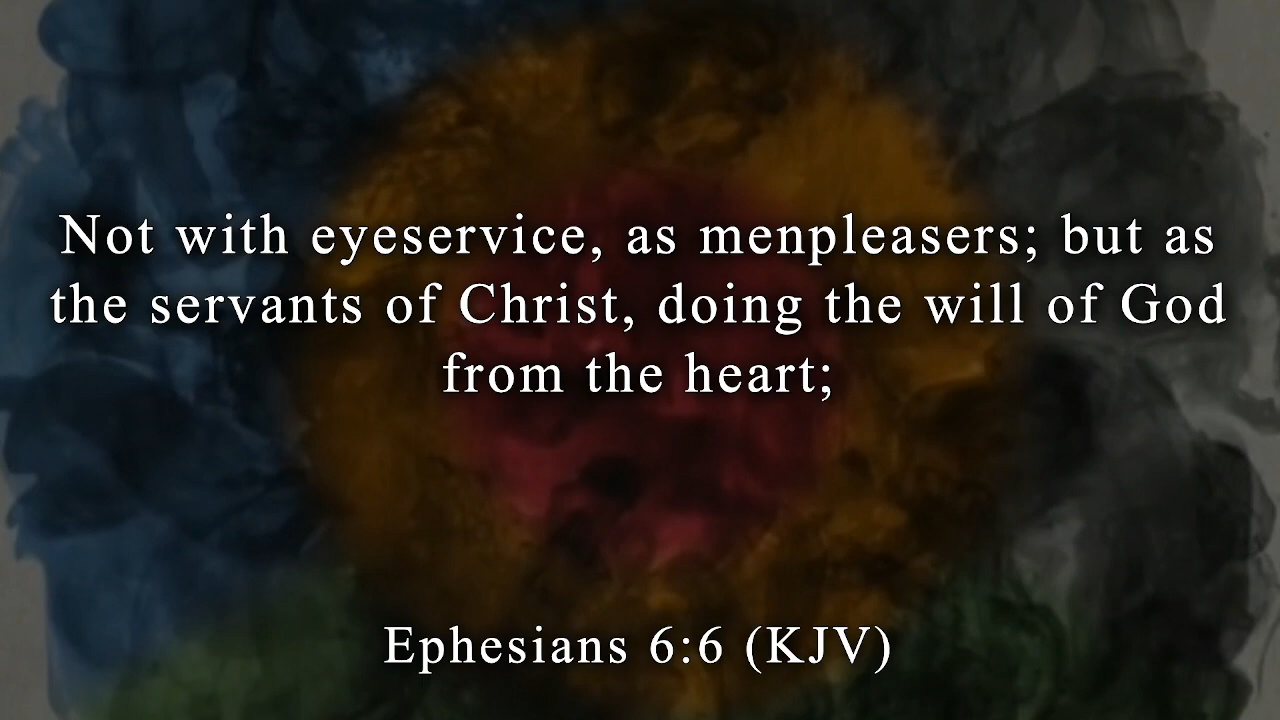 Not with eyeservice, as menpleasers; but as
the servants of Christ, doing the will of God
from the heart;
Ephesians 6:6 (KJV)